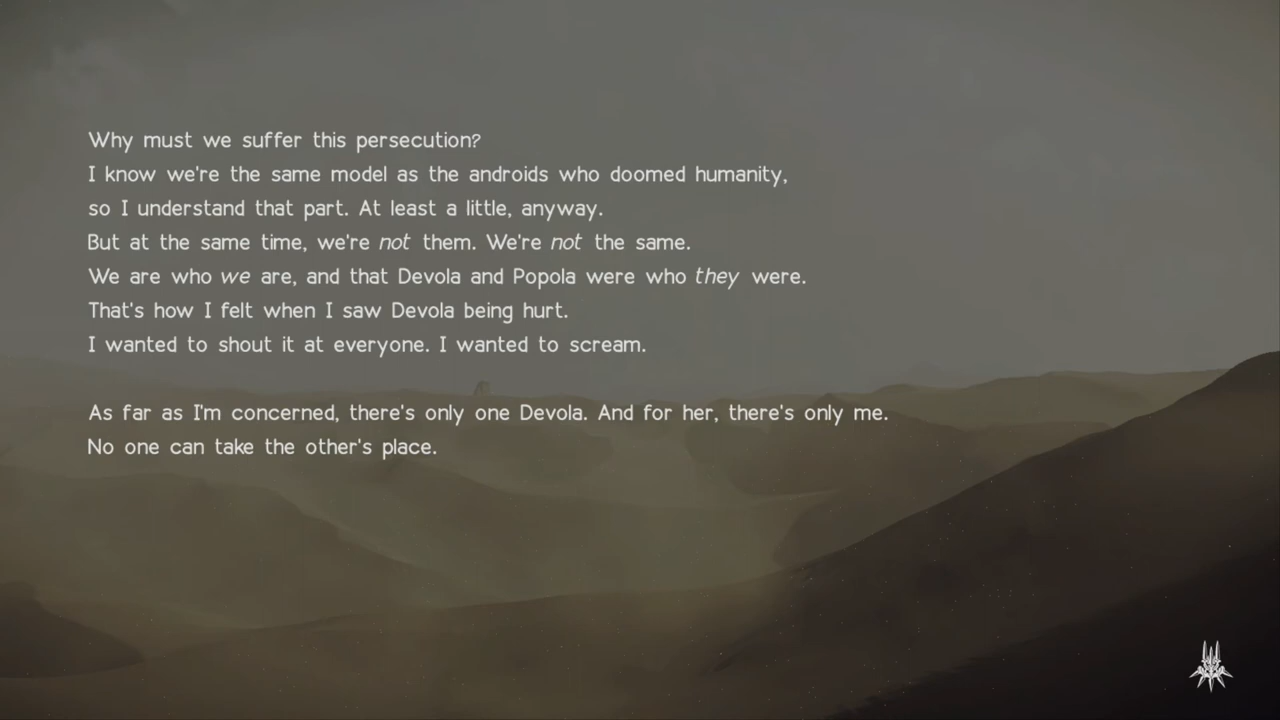 Why must we suffer this persecution?
I know we're the same model as the androids who doomed humanity,
so I understand that part. At least a little, anyway.
But at the same time, we're not them. We're not the same.
We are who we are, and that Devola and Popola were who they were.
That's how I felt when I saw Devola being hurt.
I wanted to shout it at everyone. I wanted to scream.
As far as I'm concerned, there's only one Devola. And for her, there's only me.
No one can take the other's place.